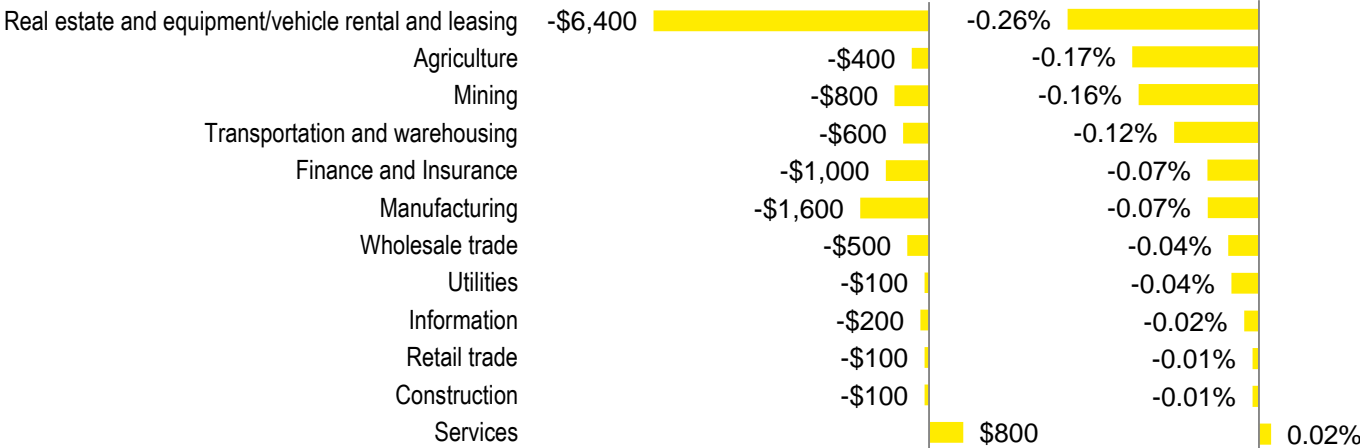 Real estate and equipment/vehicle rental and leasing -$6,400 -0.26%
Agriculture -$400 -0.17%
Mining -$800 -0.16%
Transportation and warehousing -$600 -0.12%
Finance and Insurance -$1,000 -0.07%
Manufacturing -$1,600 -0.07%
Wholesale trade -$500 -0.04%
Utilities -$100 -0.04%
Information -$200 -0.02%
Retail trade -$100 -0.01%
Construction -$100 -0.01%
Services $800 0.02%